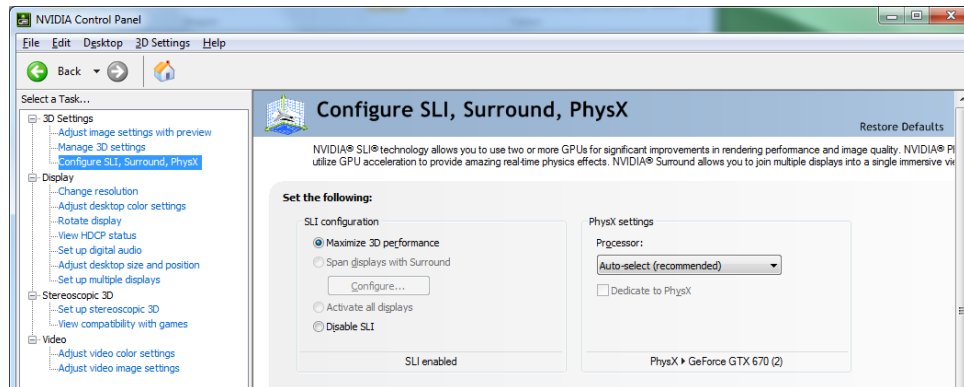 NVIDIA Control Panel
File Edit Desktop 3D Settings Help
Back
Select a Task...
3D Settings
Adjust image settings with preview
Manage 3D settings
Configure SLI, Surround, PhysX
Display
Change resolution
Adjust desktop color settings
Rotate display
View HDCP status
Set up digital audio
Adjust desktop size and position
Set up multiple displays
Stereoscopic 3D
Set up stereoscopic 3D
View compatibility with games
Video
Adjust video color settings
Adjust video image settings
Configure SLI, Surround, PhysX
Restore Defaults
NVIDIA® SLI® technology allows you to use two or more GPUs for significant improvements in rendering performance and image quality. NVIDIA®
utilize GPU acceleration to provide amazing real-time physics effects. NVIDIA® Surround allows you to join multiple displays into a single immersive
Set the following:
SLI configuration
Maximize 3D performance
Span displays with Surround
Configure...
Activate all displays
Disable SLI
SLI enabled
PhysX settings
Processor:
Auto-select (recommended)
Dedicate to PhysX
PhysX ▸ GeForce GTX 670 (2)